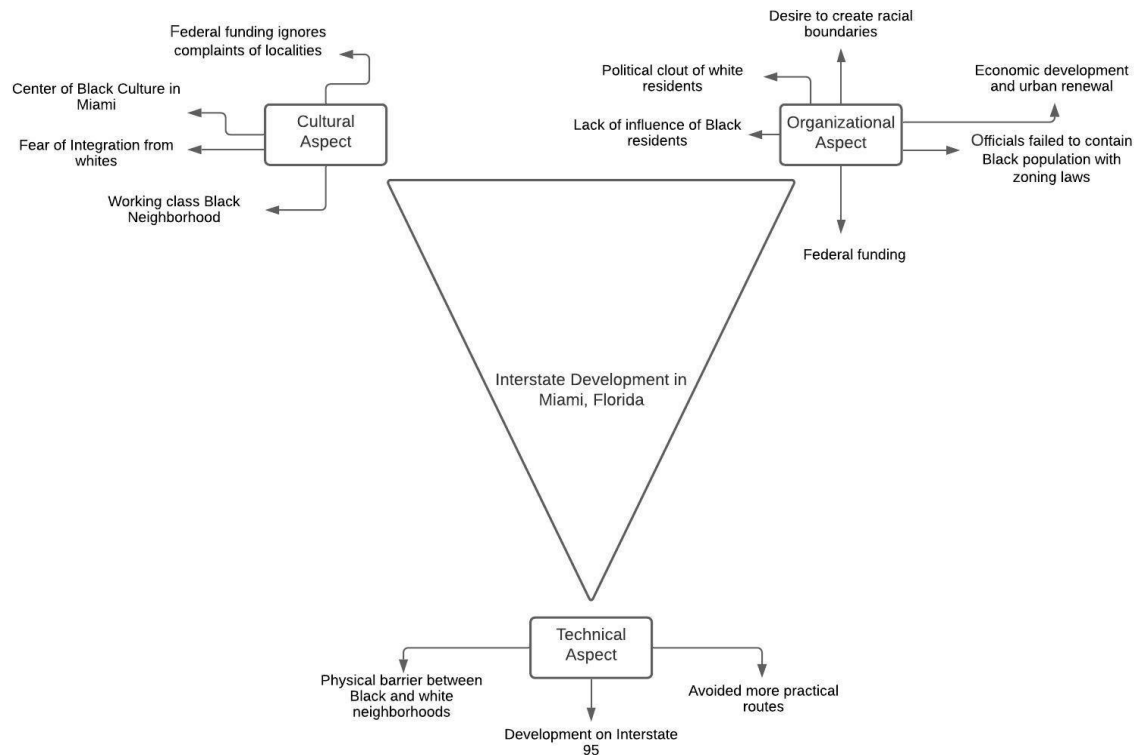 Federal funding ignores
complaints of localities
Center of Black Culture in
Miami
Cultural
Aspect
Fear of Integration from
whites
Working class Black
Neighborhood
Desire to create racial
boundaries
Political clout of white
residents
Economic development
and urban renewal
Lack of influence of Black
residents
Organizational
Aspect
Officials failed to contain
Black population with
zoning laws
Federal funding
Interstate Development in
Miami, Florida
Technical
Aspect
Physical barrier between
Black and white
neighborhoods
Development on Interstate
95
Avoided more practical
routes